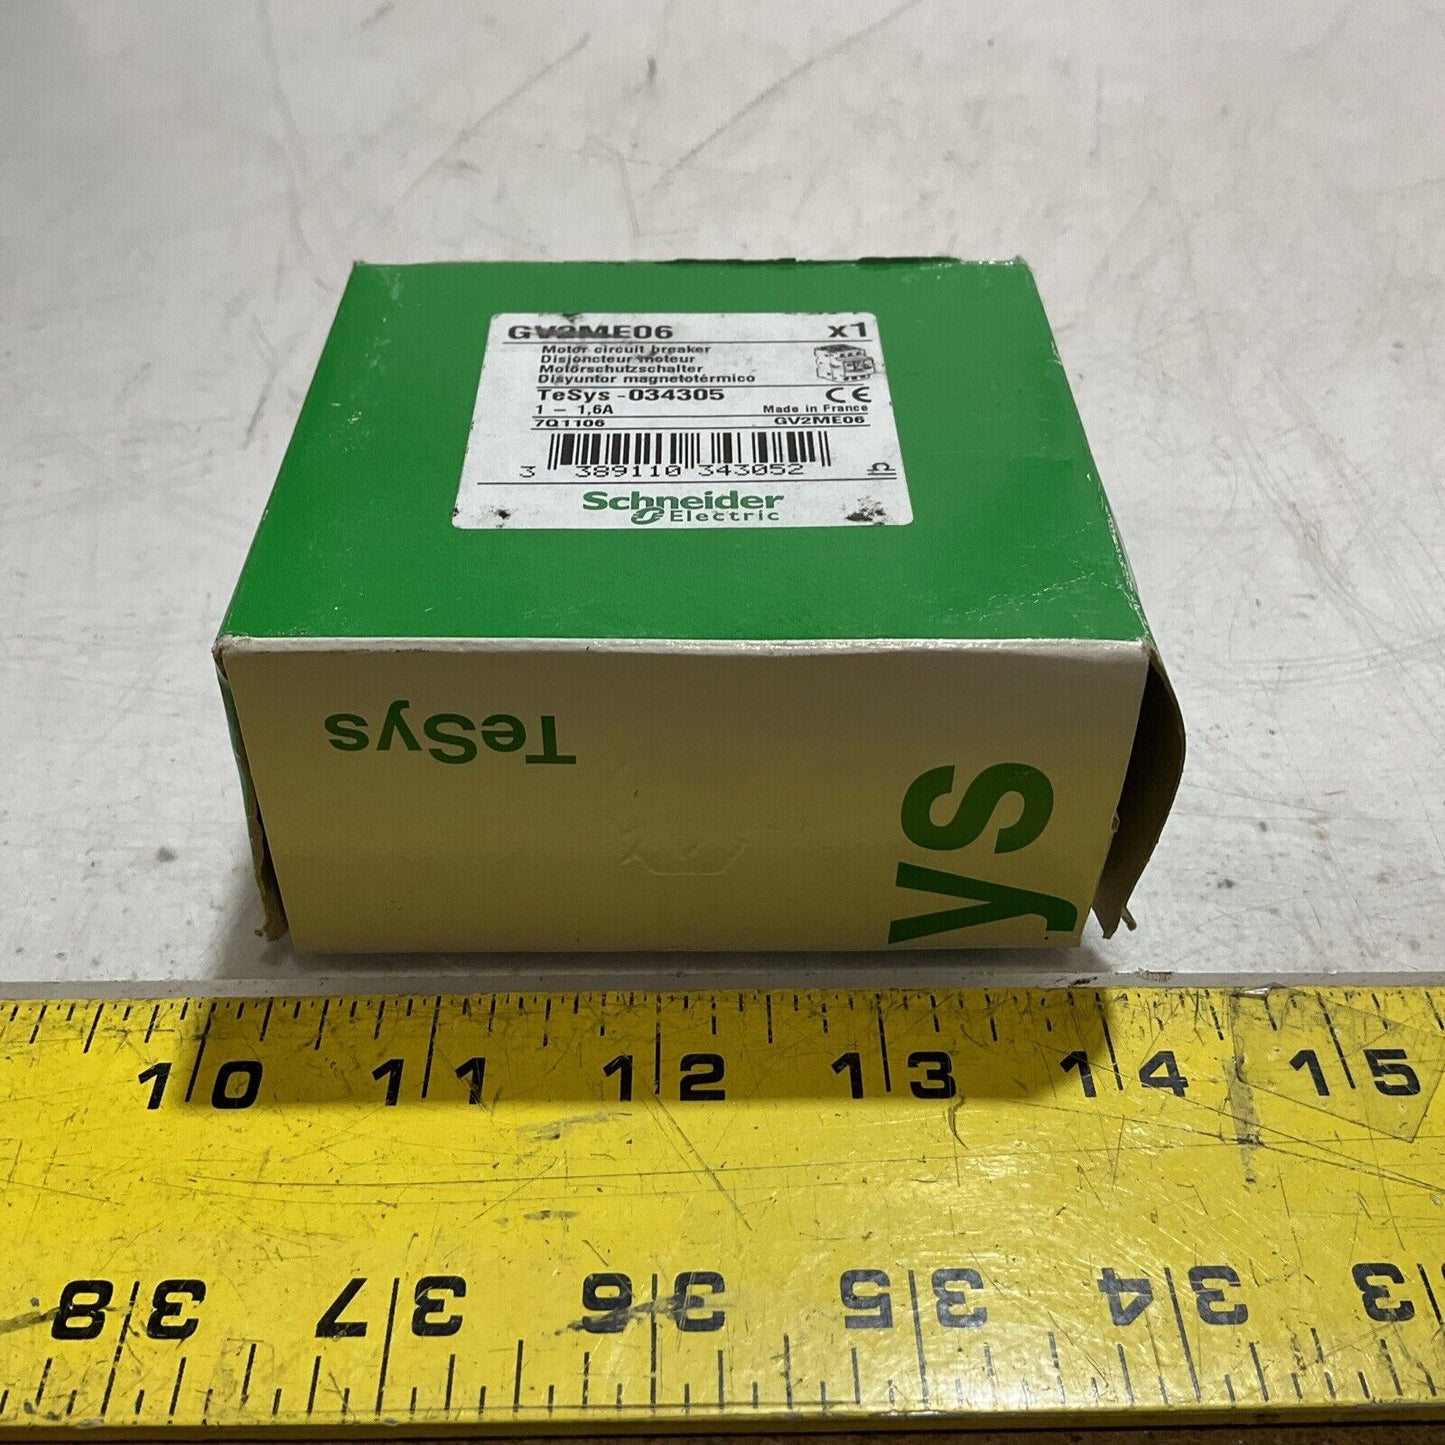 GV2ME06 x1
Motor circuit breaker
Disjoncteur moteur
Motorschutzschalter
Disyuntor magnetotérmico
TeSys - 034305 CE
1 - 1,6A Made in France
7Q1106 GV2ME06
3 389110 343052
Schneider
Electric
TeSys
ys
10 11 12 13 14 15
38 37 36 35 34 3